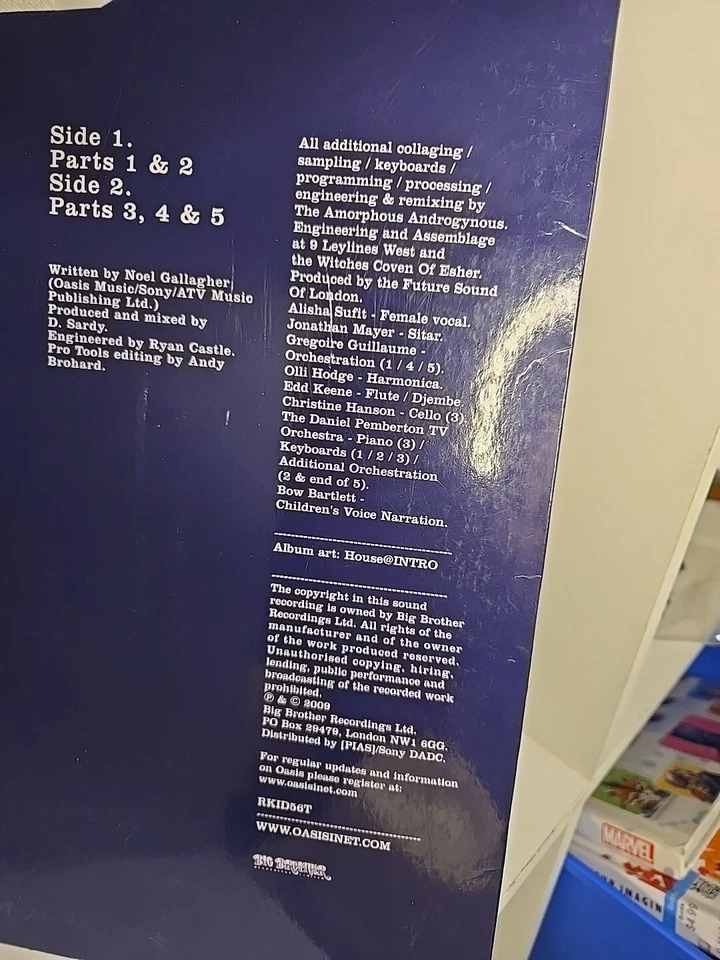 Side 1.
Parts 1 & 2
Side 2.
Parts 3, 4 & 5
Written by Noel Gallagher
(Oasis Music/Sony/ATV Music
Publishing Ltd.)
Produced and mixed by
D. Sardy.
Engineered by Ryan Castle.
Pro Tools editing by Andy
Brohard.
All additional collaging /
sampling / keyboards /
programming / processing /
engineering & remixing by
The Amorphous Androgynous.
Engineering and Assemblage
at 9 Leylines West and
the Witches Coven Of Esher.
Produced by the Future Sound
Of London.
Alisha Sufit - Female vocal.
Jonathan Mayer - Sitar.
Gregoire Guillaume -
Orchestration (1 / 4 / 5).
Olli Hodge - Harmonica.
Edd Keene - Flute / Djembe
Christine Hanson - Cello (3)
The Daniel Pemberton TV
Orchestra - Piano (3) /
Keyboards (1 / 2 / 3) /
Additional Orchestration
(2 & end of 5).
Bow Bartlett -
Children's Voice Narration.
Album art: House@INTRO
The copyright in this sound
recording is owned by Big Brother
Recordings Ltd. All rights of the
manufacturer and of the owner
of the work produced reserved.
Unauthorised copying, hiring,
lending, public performance and
broadcasting of the recorded work
prohibited.
℗ & © 2009
Big Brother Recordings Ltd.
PO Box 29479, London NW1 6GG.
Distributed by [PIAS]/Sony DADC.
For regular updates and information
on Oasis please register at:
www.oasisinet.com
RKID56T
WWW.OASISINET.COM
BIG BROTHER
MARVEL
IMAGIN
$4.99